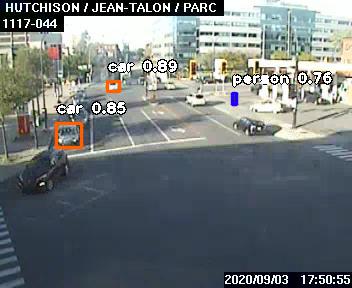 HUTCHISON / JEAN-TALON / PARC
1117-044
car 0.89
person 0.76
car 0.85
2020/09/03 17:50:55